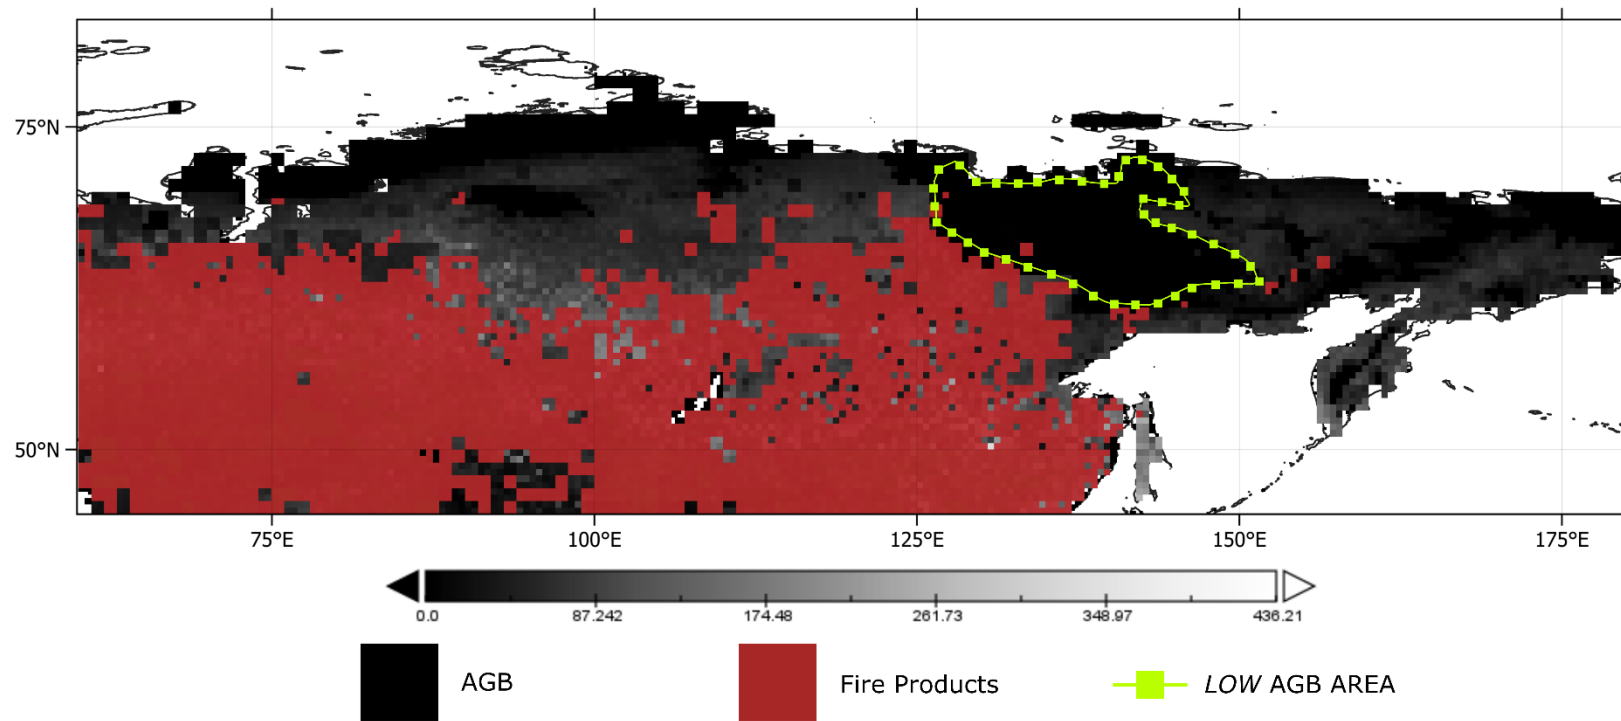 75°N
50°N
75°E 100°E 125°E 150°E 175°E
0.0 87.242 174.48 261.73 348.97 436.21
AGB Fire Products LOW AGB AREA